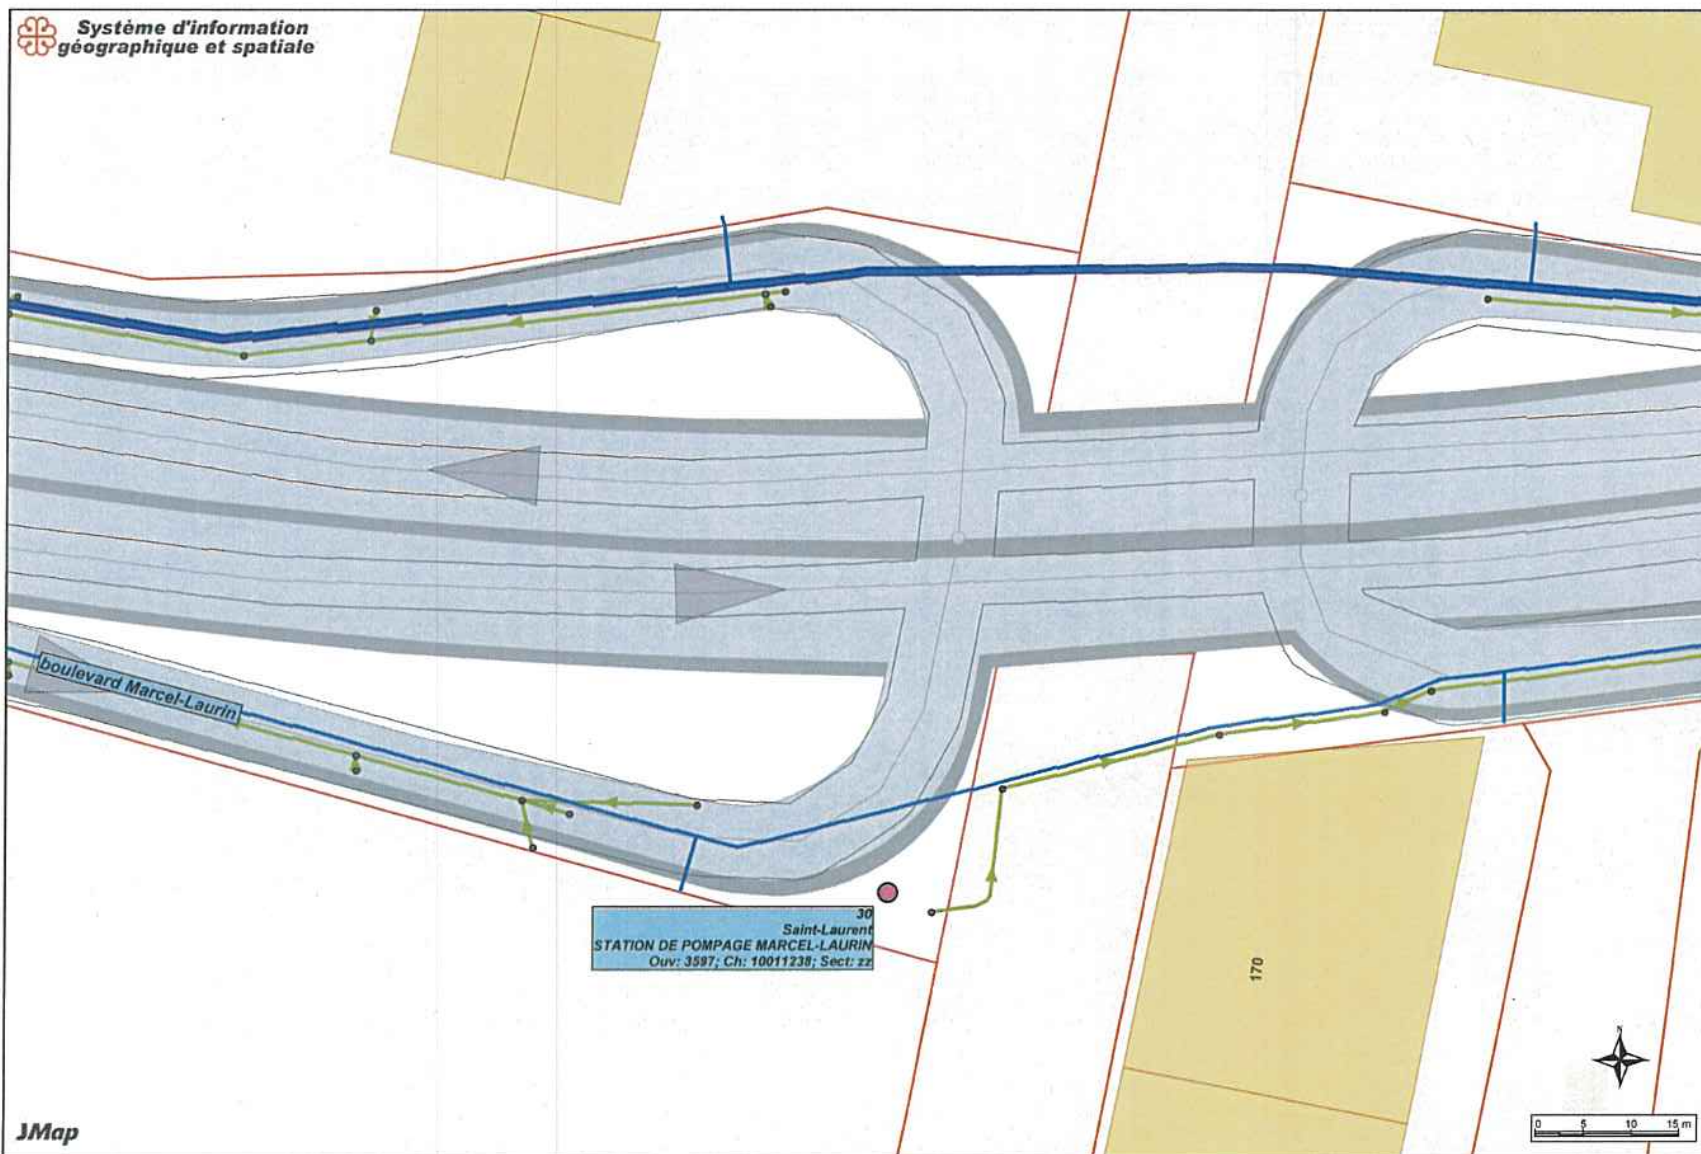 Système d'information
géographique et spatiale
boulevard Marcel-Laurin
30
Saint-Laurent
STATION DE POMPAGE MARCEL-LAURIN
Ouv: 3597; Ch: 10011238; Sect: zz
170
N
0 5 10 15 m
JMap